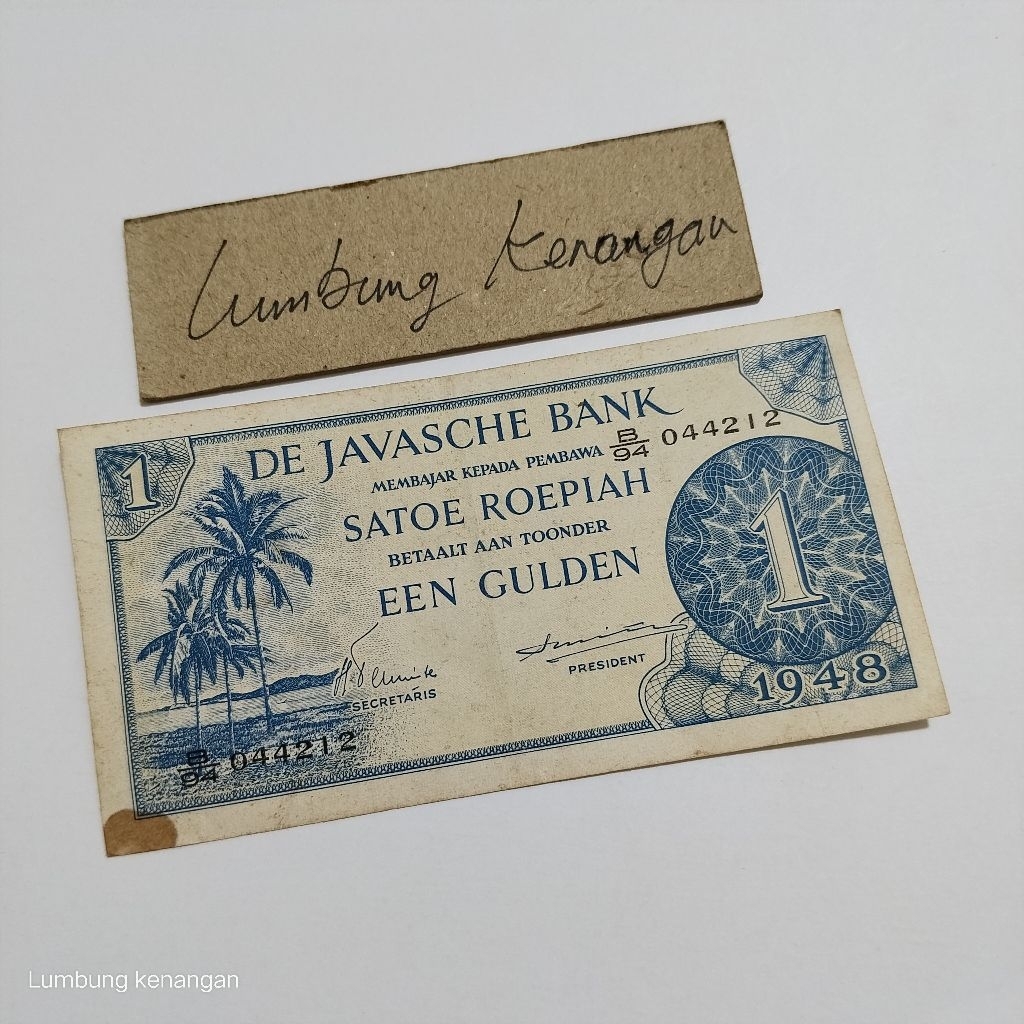 Lumbung Kenangan
DE JAVASCHE BANK
MEMBAJAR KEPADA PEMBAWA
B/94 044212
SATOE ROEPIAH
BETAALT AAN TOONDER
EEN GULDEN
1
1
SECRETARIS
PRESIDENT
1948
B/94 044212
Lumbung kenangan